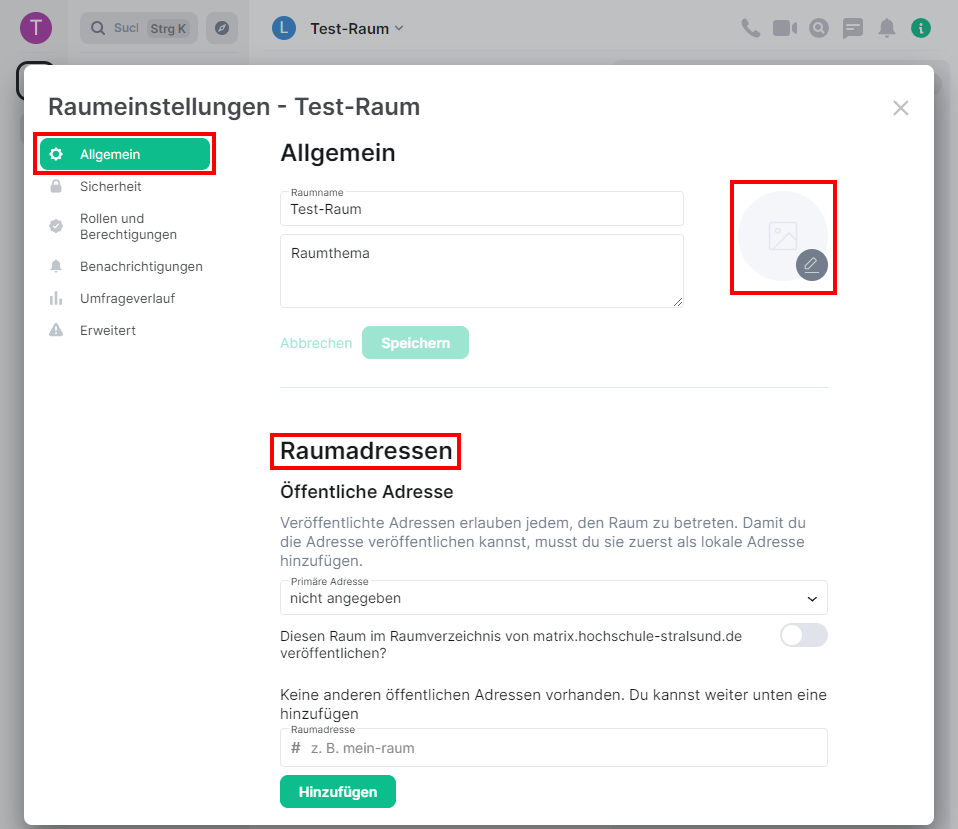 T
Sucl
Strg K
L
Test-Raum
Raumeinstellungen - Test-Raum
Allgemein
Sicherheit
Rollen und
Berechtigungen
Benachrichtigungen
Umfrageverlauf
Erweitert
Allgemein
Raumname
Test-Raum
Raumthema
Abbrechen
Speichern
Raumadressen
Öffentliche Adresse
Veröffentlichte Adressen erlauben jedem, den Raum zu betreten. Damit du
die Adresse veröffentlichen kannst, musst du sie zuerst als lokale Adresse
hinzufügen.
Primäre Adresse
nicht angegeben
Diesen Raum im Raumverzeichnis von matrix.hochschule-stralsund.de
veröffentlichen?
Keine anderen öffentlichen Adressen vorhanden. Du kannst weiter unten eine
hinzufügen
Raumadresse
# z. B. mein-raum
Hinzufügen